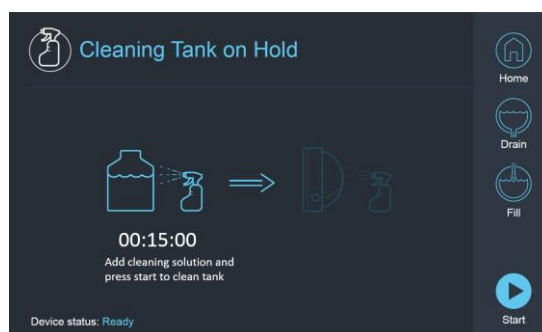 Cleaning Tank on Hold
Home
Drain
Fill
00:15:00
Add cleaning solution and
press start to clean tank
Device status: Ready
Start